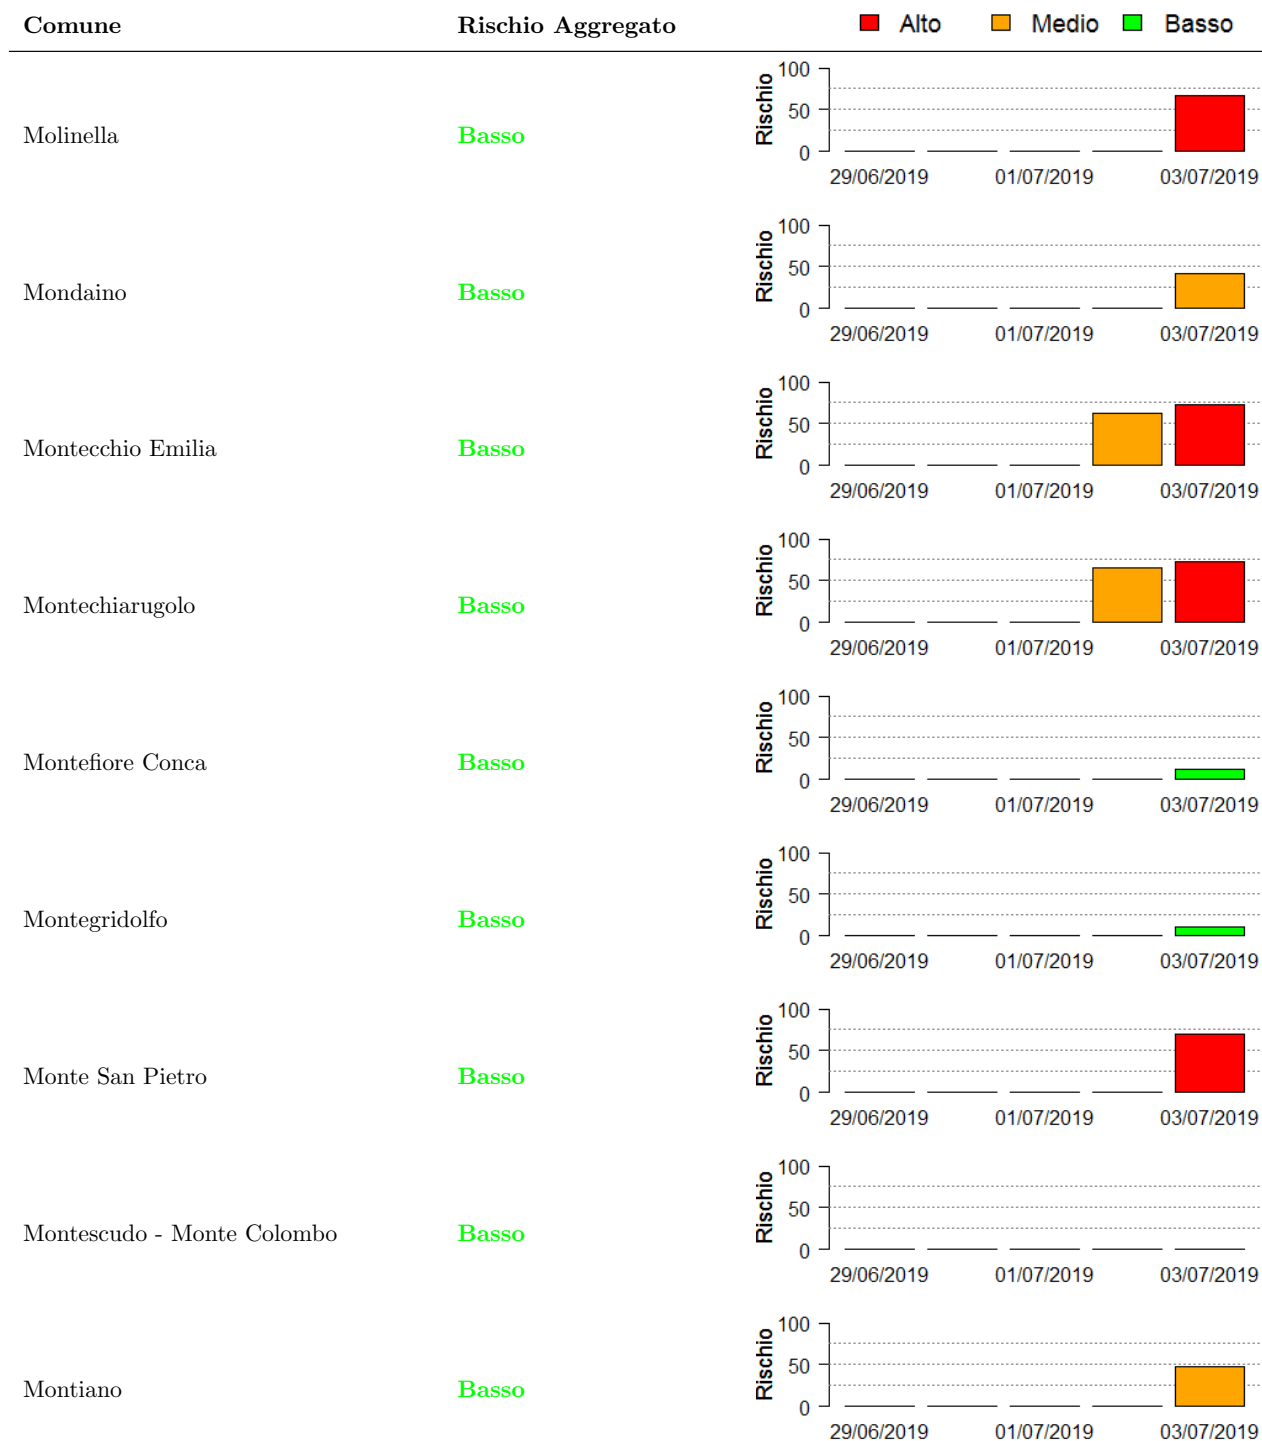 Comune Rischio Aggregato Alto Medio Basso
Molinella Basso
Rischio
100
50
0
29/06/2019 01/07/2019 03/07/2019
Mondaino Basso
Rischio
100
50
0
29/06/2019 01/07/2019 03/07/2019
Montecchio Emilia Basso
Rischio
100
50
0
29/06/2019 01/07/2019 03/07/2019
Montechiarugolo Basso
Rischio
100
50
0
29/06/2019 01/07/2019 03/07/2019
Montefiore Conca Basso
Rischio
100
50
0
29/06/2019 01/07/2019 03/07/2019
Montegridolfo Basso
Rischio
100
50
0
29/06/2019 01/07/2019 03/07/2019
Monte San Pietro Basso
Rischio
100
50
0
29/06/2019 01/07/2019 03/07/2019
Montescudo - Monte Colombo Basso
Rischio
100
50
0
29/06/2019 01/07/2019 03/07/2019
Montiano Basso
Rischio
100
50
0
29/06/2019 01/07/2019 03/07/2019